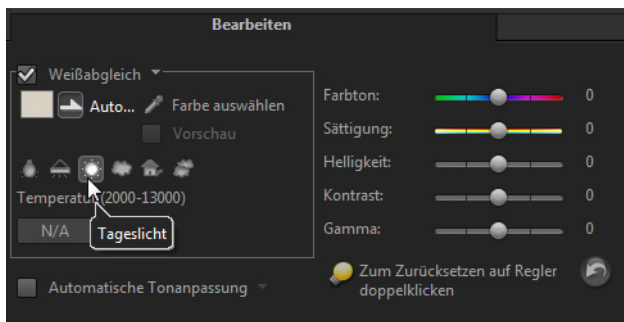 Bearbeiten
Weißabgleich
Auto... Farbe auswählen
Vorschau
Temperatur (2000-13000)
N/A Tageslicht
Automatische Tonanpassung
Farbton: 0
Sättigung: 0
Helligkeit: 0
Kontrast: 0
Gamma: 0
Zum Zurücksetzen auf Regler
doppelklicken